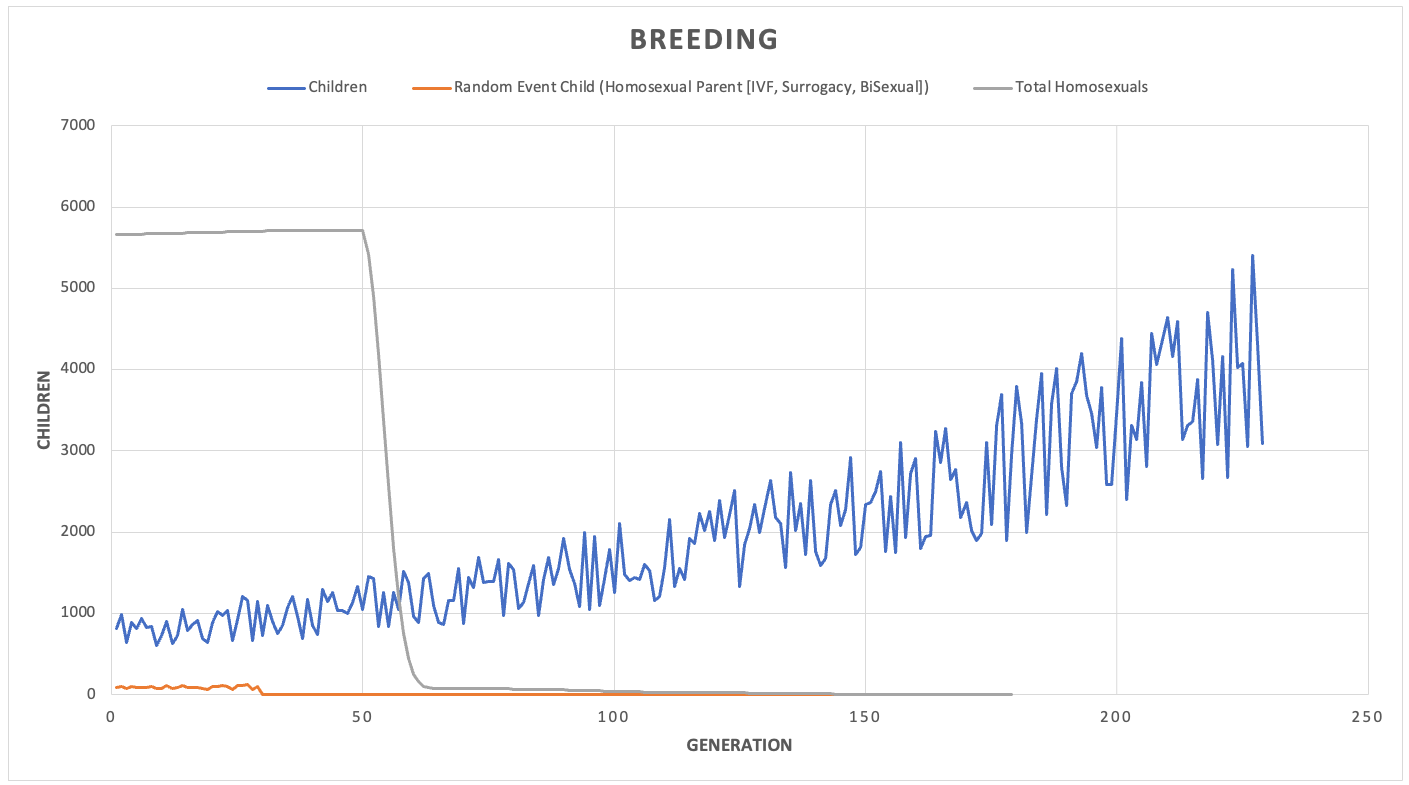 BREEDING
Children Random Event Child (Homosexual Parent [IVF, Surrogacy, BiSexual]) Total Homosexuals
7000
6000
5000
4000
3000
2000
1000
0
CHILDREN
0 50 100 150 200 250
GENERATION